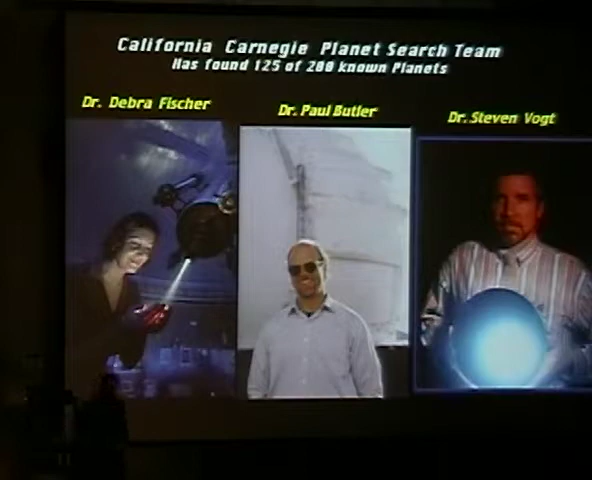 California Carnegie Planet Search Team
Has found 125 of 200 known Planets
Dr. Debra Fischer
Dr. Paul Butler
Dr. Steven Vogt